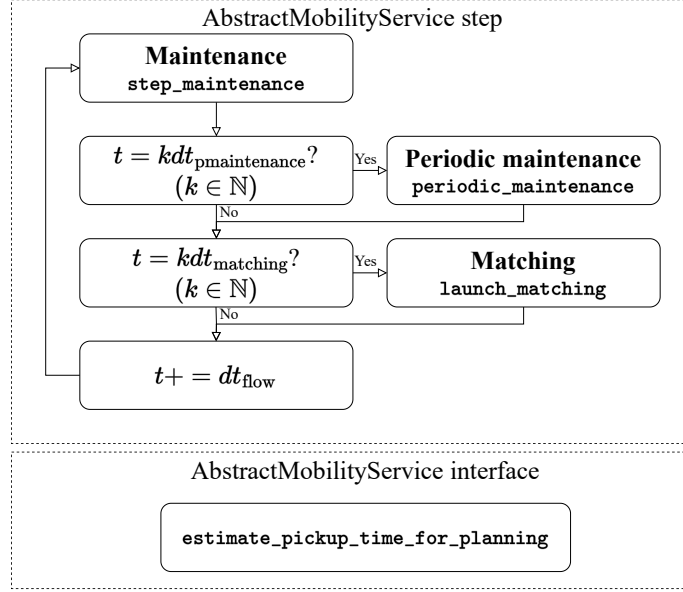 AbstractMobilityService step
Maintenance
step_maintenance
t = kdt_pmaintenance?
(k ∈ ℕ)
Yes
Periodic maintenance
periodic_maintenance
No
t = kdt_matching?
(k ∈ ℕ)
Yes
Matching
launch_matching
No
t+ = dt_flow
AbstractMobilityService interface
estimate_pickup_time_for_planning